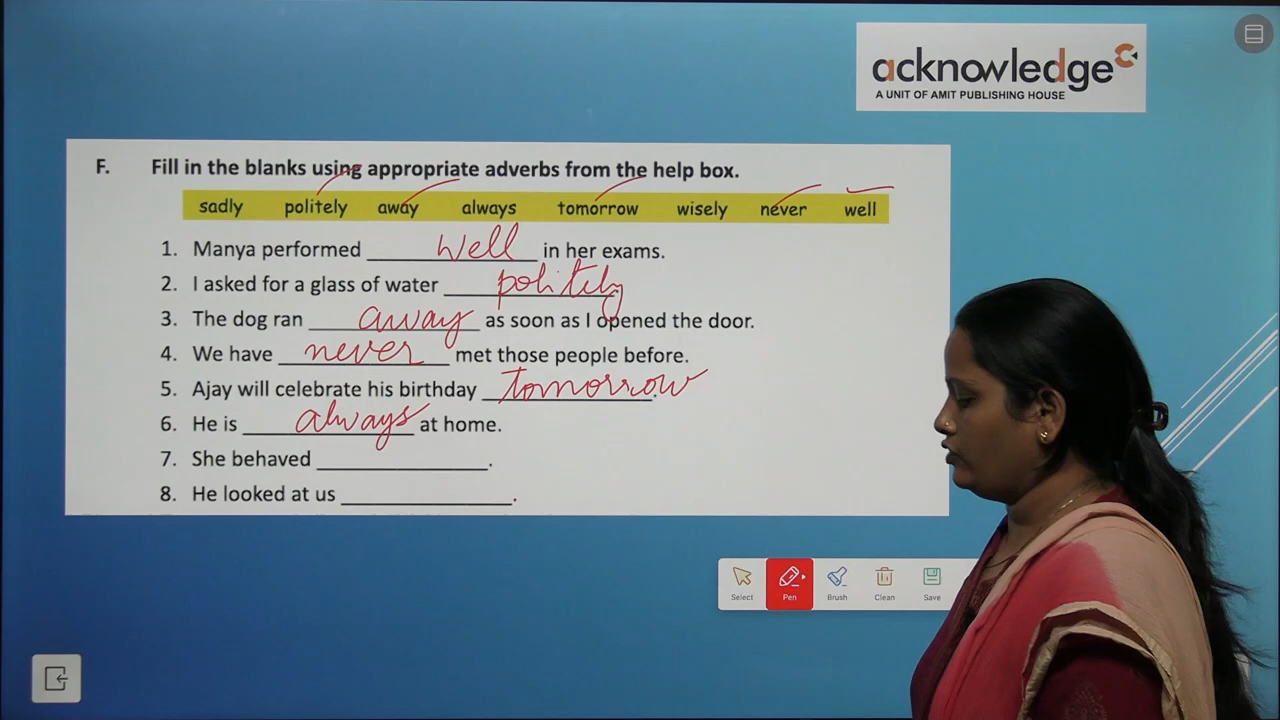 acknowledge
A UNIT OF AMIT PUBLISHING HOUSE
F. Fill in the blanks using appropriate adverbs from the help box.
sadly politely away always tomorrow wisely never well
1. Manya performed well in her exams.
2. I asked for a glass of water politely
3. The dog ran away as soon as I opened the door.
4. We have never met those people before.
5. Ajay will celebrate his birthday tomorrow.
6. He is always at home.
7. She behaved ____________.
8. He looked at us ____________.
Select Pen Brush Clean Save